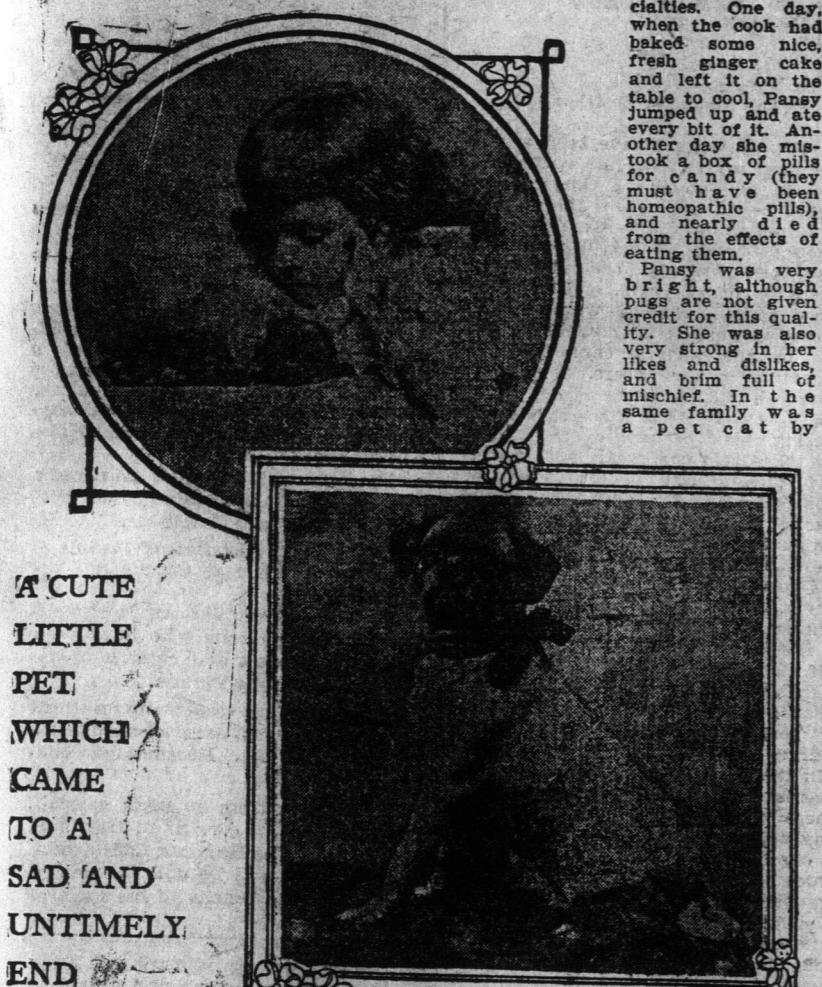 cialties. One day,
when the cook had
baked some nice,
fresh ginger cake
and left it on the
table to cool, Pansy
jumped up and ate
every bit of it. An-
other day she mis-
took a box of pills
for candy (they
must have been
homeopathic pills),
and nearly died
from the effects of
eating them.
Pansy was very
bright, although
pugs are not given
credit for this qual-
ity. She was also
very strong in her
likes and dislikes,
and brim full of
mischief. In the
same family was
a pet cat by
A CUTE
LITTLE
PET
WHICH
CAME
TO A
SAD AND
UNTIMELY
END